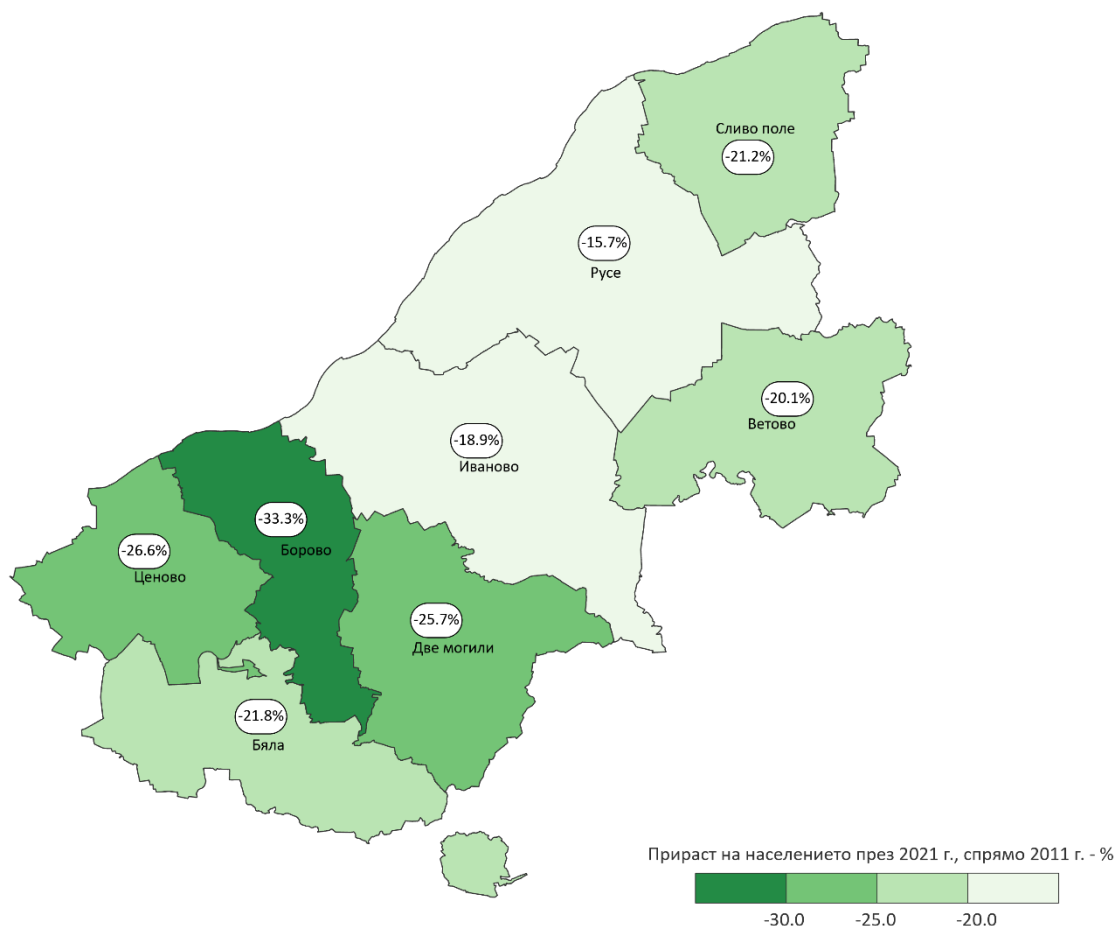 Сливо поле
-21.2%
-15.7%
Русе
-20.1%
Ветово
-18.9%
Иваново
-33.3%
Борово
-26.6%
Ценово
-25.7%
Две могили
-21.8%
Бяла
Прираст на населението през 2021 г., спрямо 2011 г. - %
-30.0 -25.0 -20.0